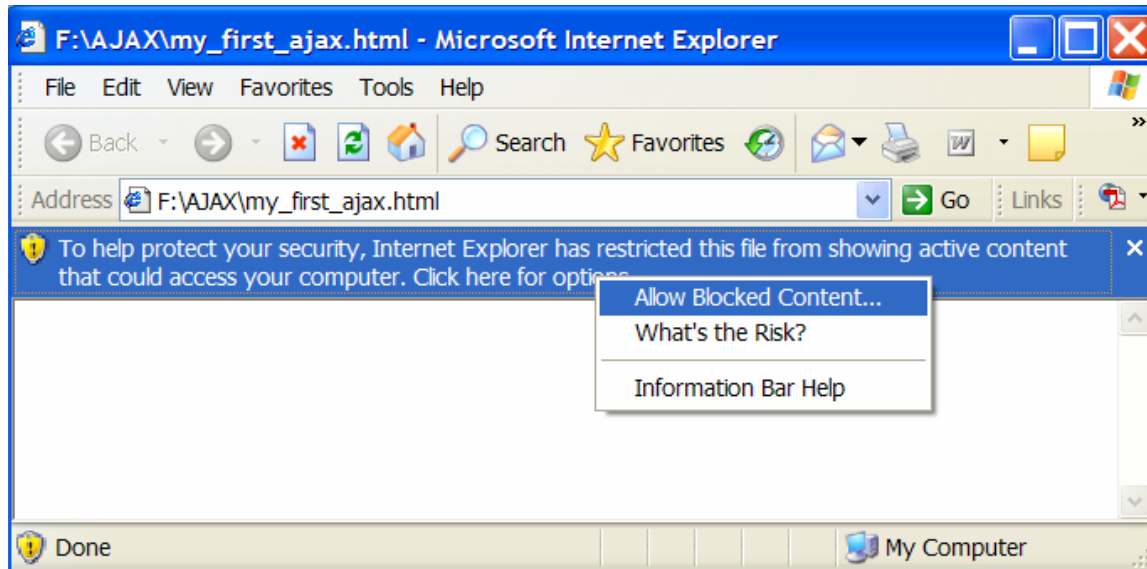 F:\AJAX\my_first_ajax.html - Microsoft Internet Explorer
File Edit View Favorites Tools Help
Back Search Favorites W »
Address F:\AJAX\my_first_ajax.html Go Links
To help protect your security, Internet Explorer has restricted this file from showing active content
that could access your computer. Click here for options
Allow Blocked Content...
What's the Risk?
Information Bar Help
Done My Computer